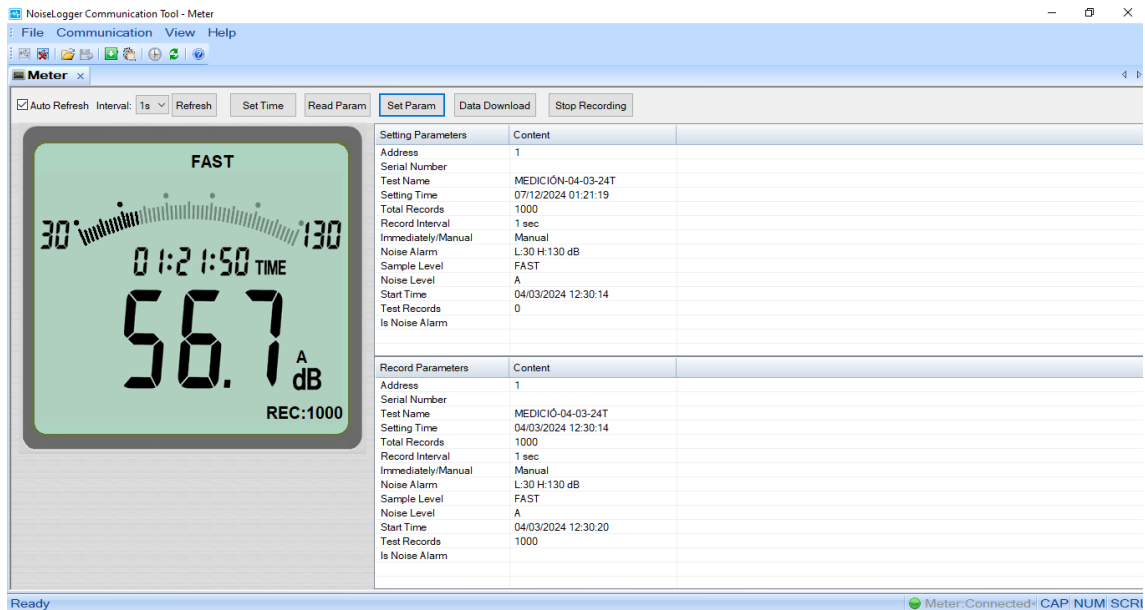 NoiseLogger Communication Tool - Meter
File Communication View Help
Meter ×
Auto Refresh Interval: 1s Refresh Set Time Read Param Set Param Data Download Stop Recording
FAST
30 130
01:21:50 TIME
56.7 A dB
REC:1000
Setting Parameters Content
Address 1
Serial Number
Test Name MEDICIÓN-04-03-24T
Setting Time 07/12/2024 01:21:19
Total Records 1000
Record Interval 1 sec
Immediately/Manual Manual
Noise Alarm L:30 H:130 dB
Sample Level FAST
Noise Level A
Start Time 04/03/2024 12:30:14
Test Records 0
Is Noise Alarm
Record Parameters Content
Address 1
Serial Number
Test Name MEDICIÓ-04-03-24T
Setting Time 04/03/2024 12:30:14
Total Records 1000
Record Interval 1 sec
Immediately/Manual Manual
Noise Alarm L:30 H:130 dB
Sample Level FAST
Noise Level A
Start Time 04/03/2024 12:30:20
Test Records 1000
Is Noise Alarm
Ready Meter:Connected CAP NUM SCRL